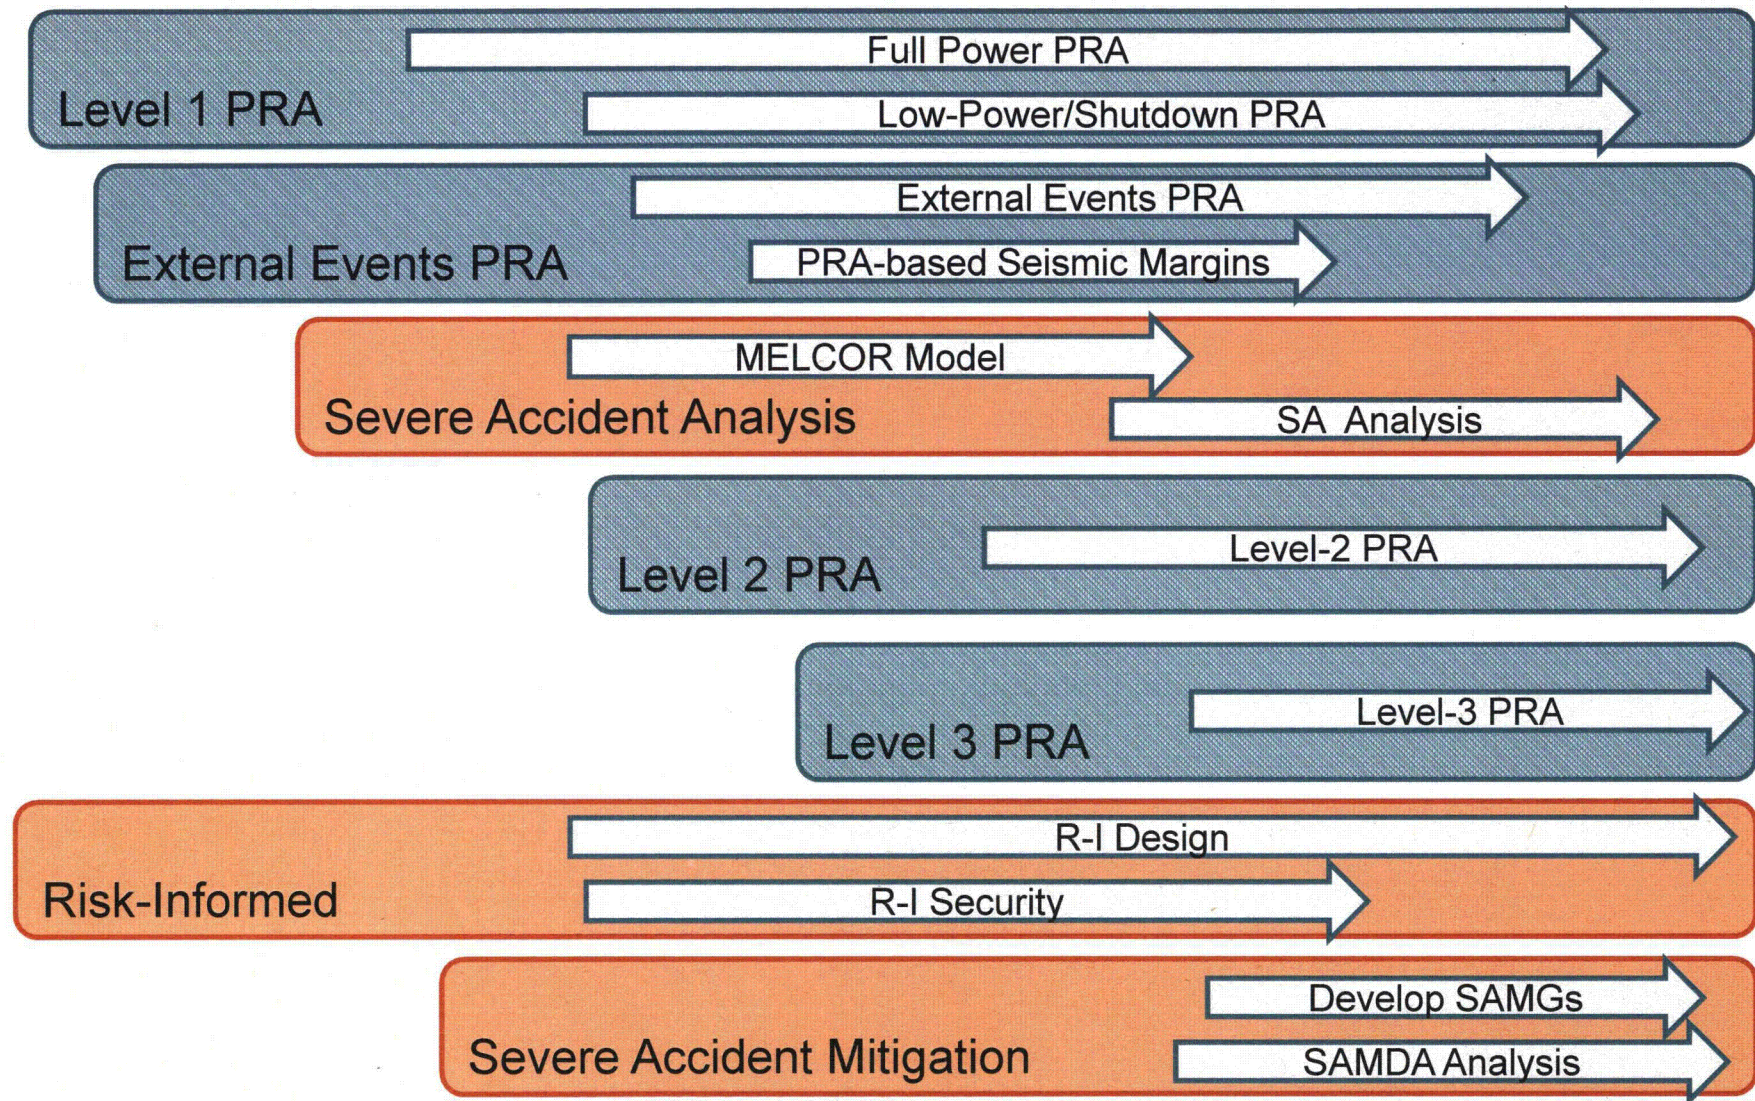 Full Power PRA
Level 1 PRA
Low-Power/Shutdown PRA
External Events PRA
External Events PRA
PRA-based Seismic Margins
MELCOR Model
Severe Accident Analysis
SA Analysis
Level-2 PRA
Level 2 PRA
Level-3 PRA
Level 3 PRA
R-I Design
Risk-Informed
R-I Security
Develop SAMGs
Severe Accident Mitigation
SAMDA Analysis